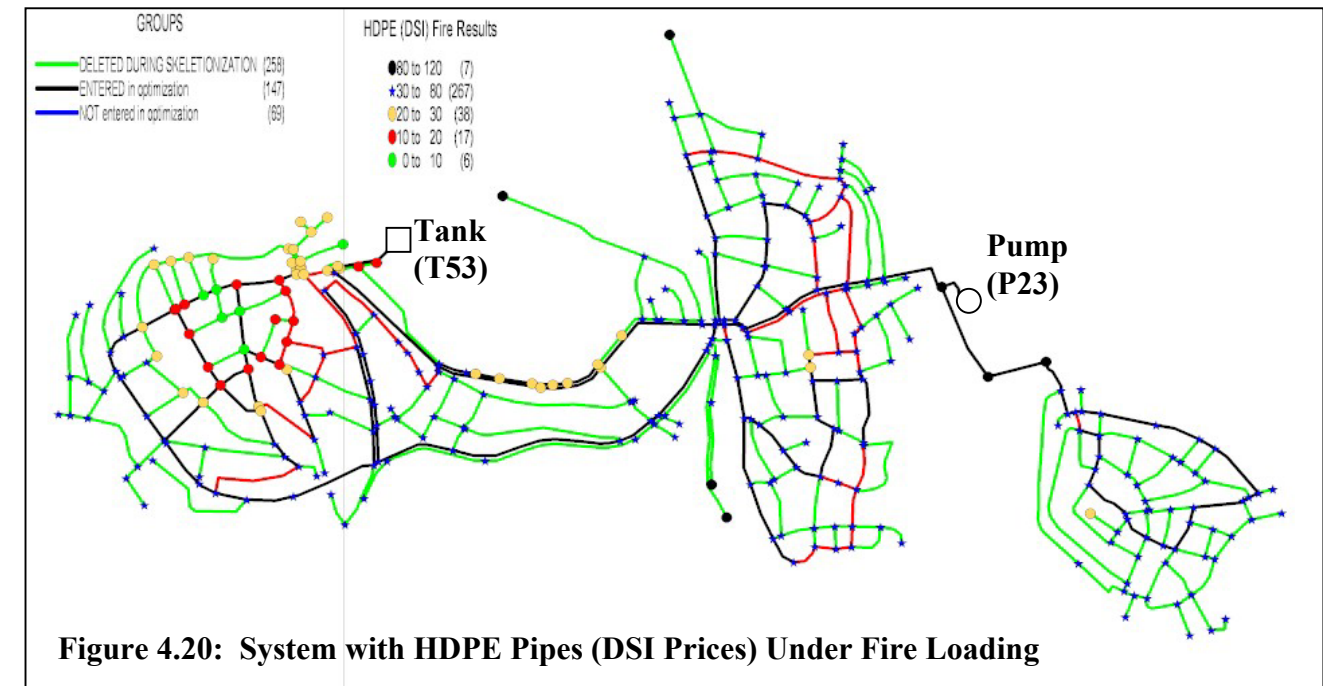 GROUPS
DELETED DURING SKELETIONIZATION (258)
ENTERED in optimization (147)
NOT entered in optimization (69)
HDPE (DSI) Fire Results
80 to 120 (7)
30 to 80 (267)
20 to 30 (38)
10 to 20 (17)
0 to 10 (6)
Tank
(T53)
Pump
(P23)
Figure 4.20: System with HDPE Pipes (DSI Prices) Under Fire Loading